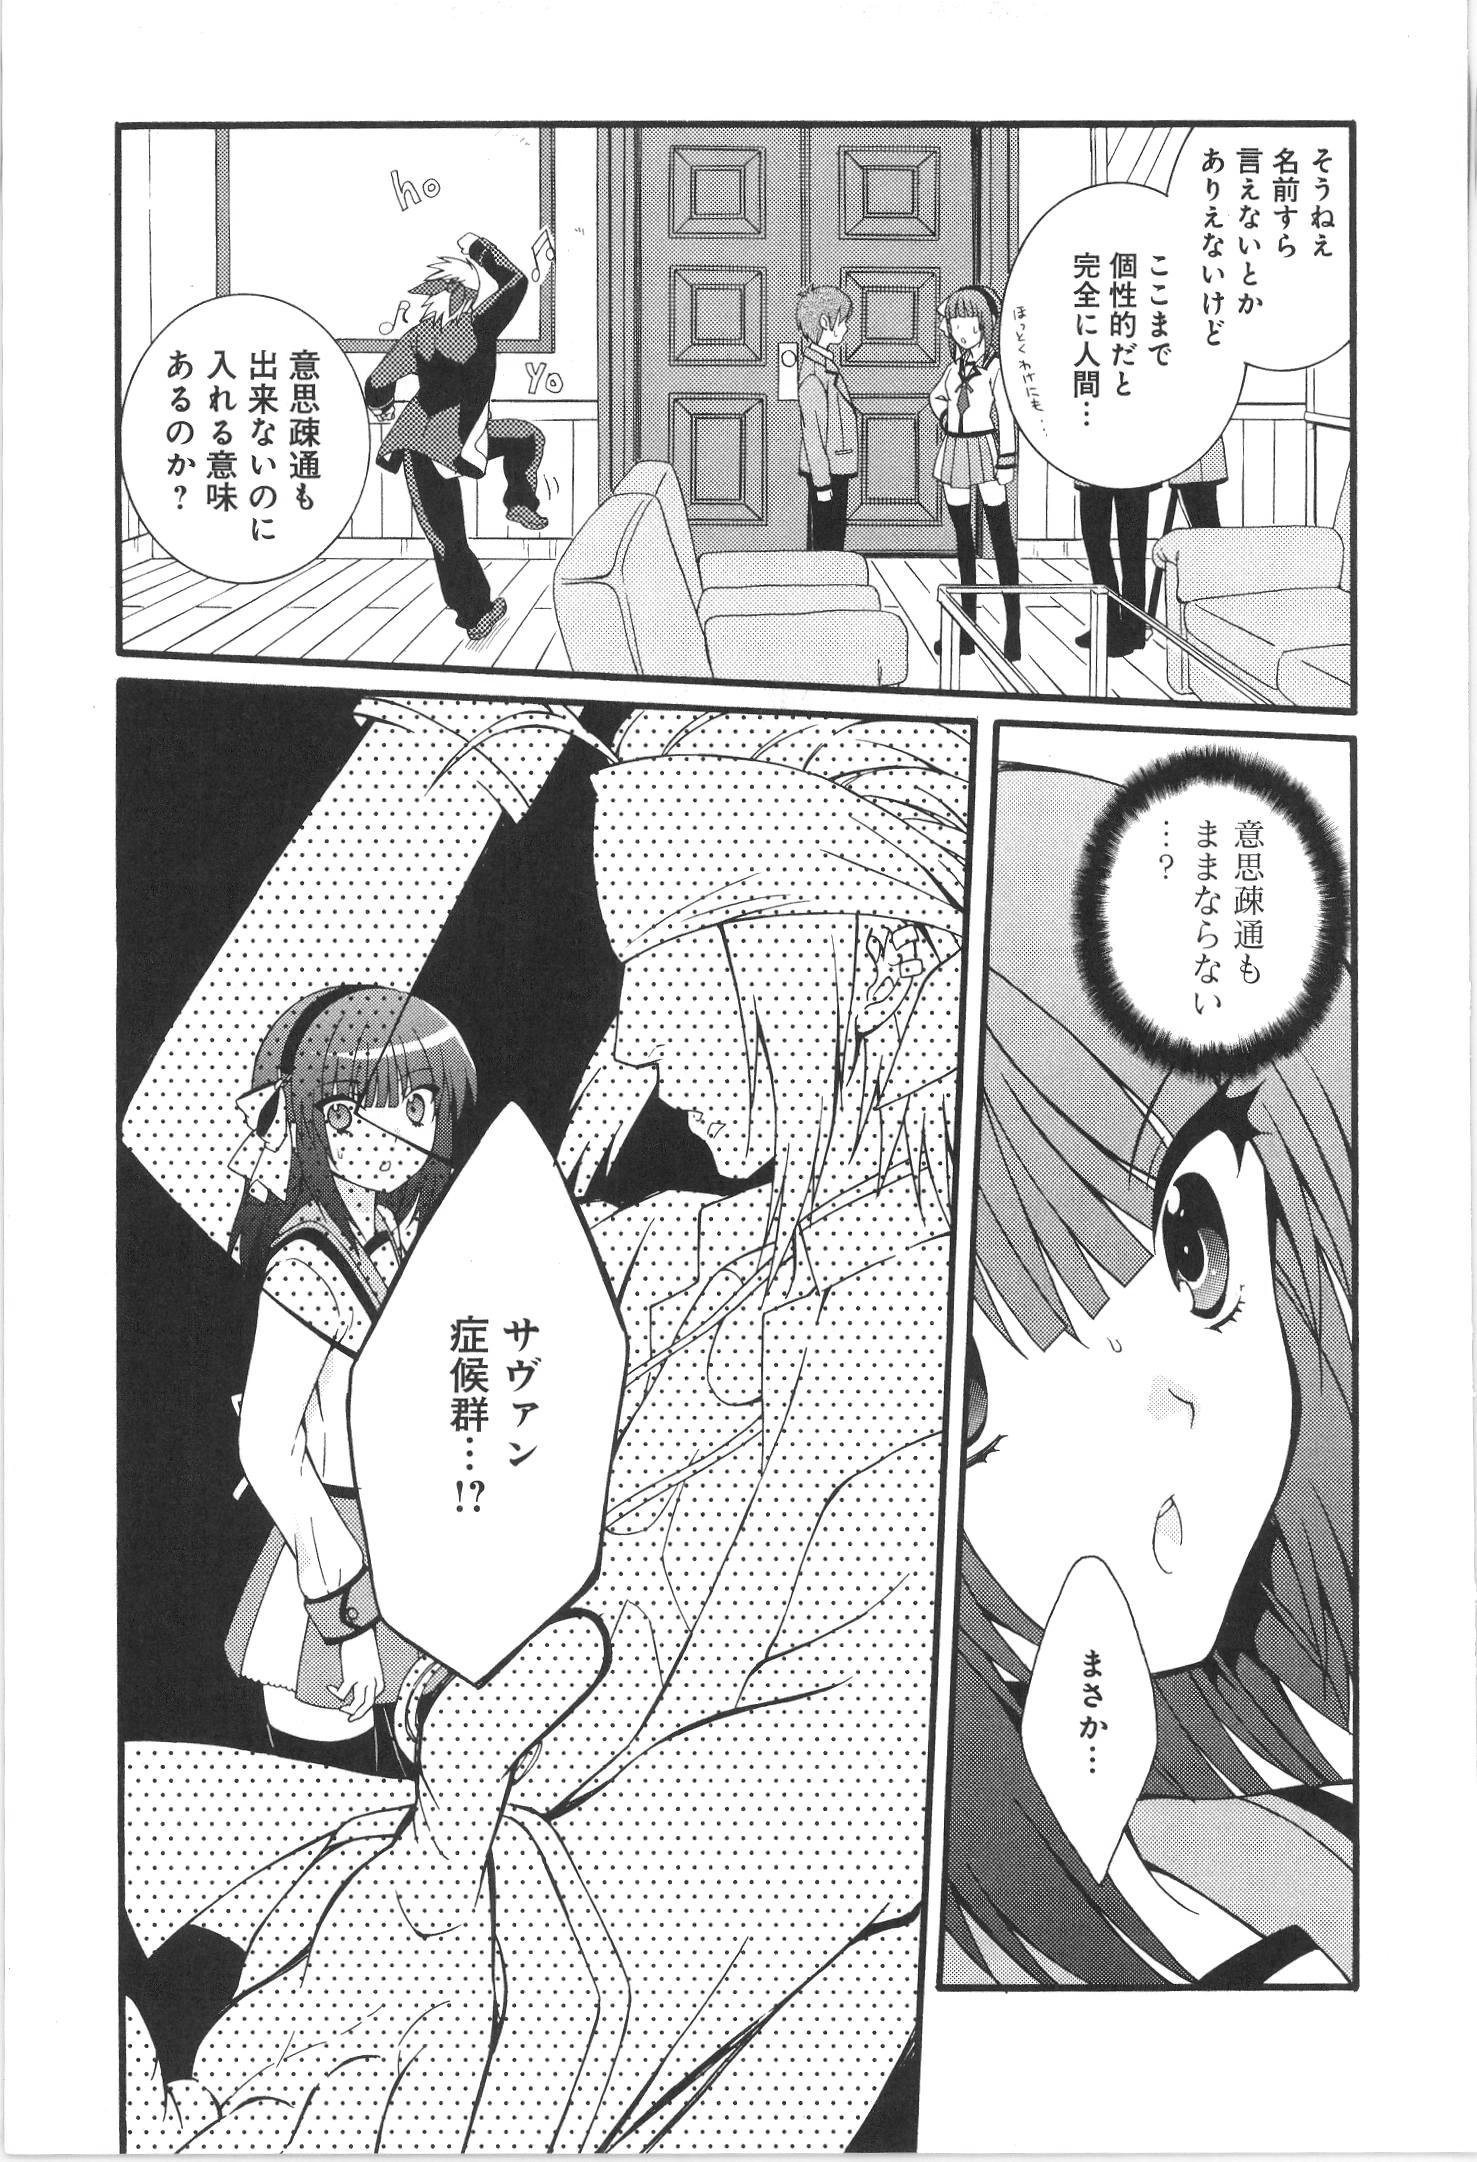 そうねえ
名前すら
言えないとか
ありえないけど
ここまで
個性的だと
完全に人間…
ほっとくわけにも…
ho
yo
意思疎通も
出来ないのに
入れる意味
あるのか?
意思疎通も
ままならない
…?
まさか…
サヴァン
症候群…!?